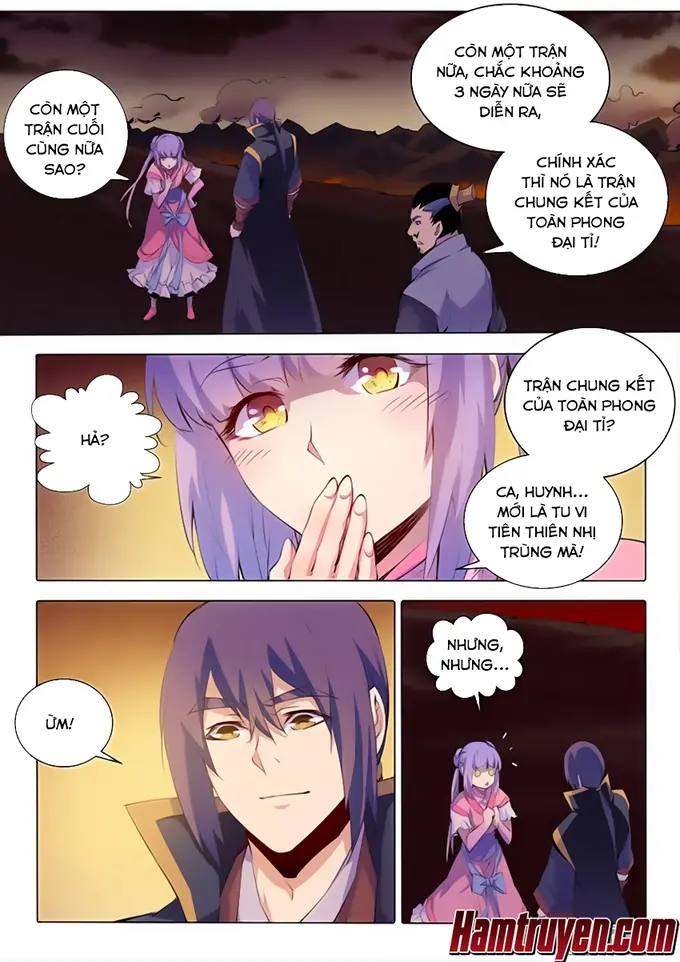 CÒN MỘT
TRẬN CUỐI
CÙNG NỮA
SAO?
CÒN MỘT TRẬN
NỮA, CHẮC KHOẢNG
3 NGÀY NỮA SẼ
DIỄN RA,
CHÍNH XÁC
THÌ NÓ LÀ TRẬN
CHUNG KẾT CỦA
TOÀN PHONG
ĐẠI TỈ!
HẢ?
TRẬN CHUNG KẾT
CỦA TOÀN PHONG
ĐẠI TỈ?
CA, HUYNH...
MỚI LÀ TU VI
TIÊN THIÊN NHỊ
TRÙNG MÀ!
ỪM!
NHƯNG,
NHƯNG...
Hamtruyen.com